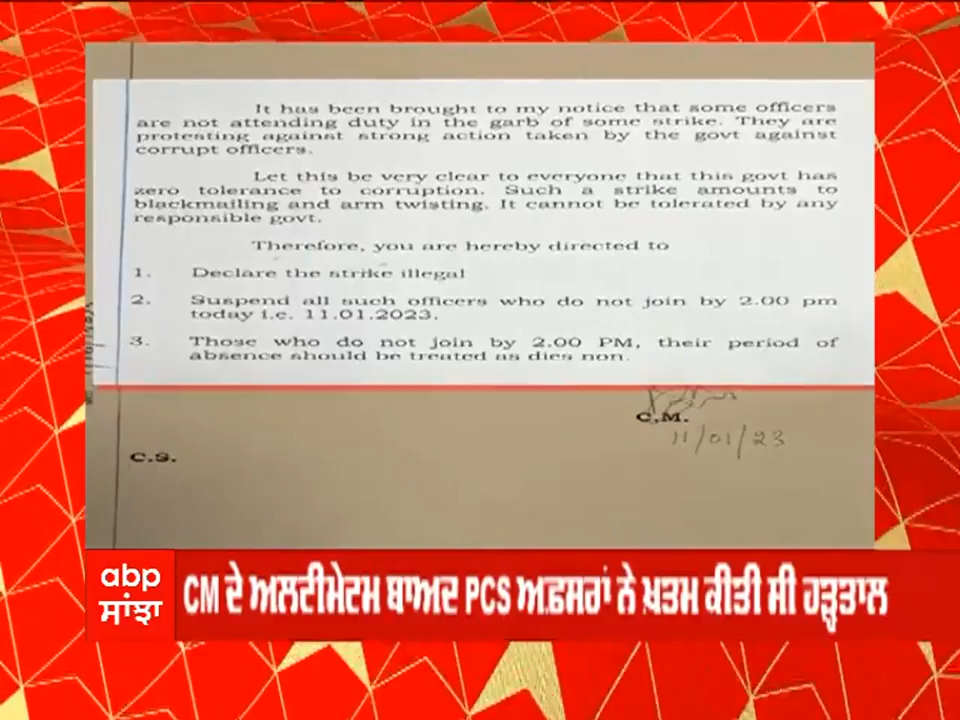 It has been brought to my notice that some officers
are not attending duty in the garb of some strike. They are
protesting against strong action taken by the govt against
corrupt officers.
Let this be very clear to everyone that this govt has
zero tolerance to corruption. Such a strike amounts to
blackmailing and arm twisting. It cannot be tolerated by any
responsible govt.
Therefore, you are hereby directed to
1. Declare the strike illegal
2. Suspend all such officers who do not join by 2.00 pm
today i.e. 11.01.2023.
3. Those who do not join by 2.00 PM, their period of
absence should be treated as dies non.
C.M.
11/01/23
C.S.
abp
ਸਾਂਝਾ
CM ਦੇ ਅਲਟੀਮੇਟਮ ਬਾਅਦ PCS ਅਫ਼ਸਰਾਂ ਨੇ ਖ਼ਤਮ ਕੀਤੀ ਸੀ ਹੜ੍ਹਤਾਲ